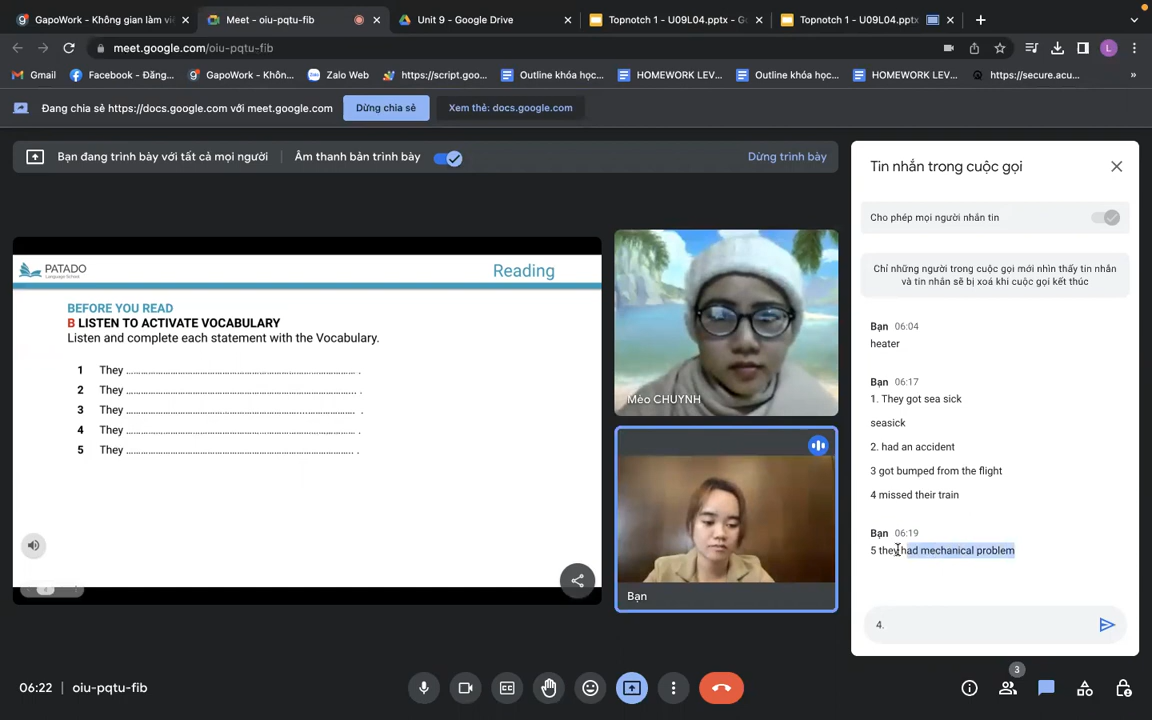 GapoWork - Không gian làm vi
Meet - oiu-pqtu-fib
Unit 9 - Google Drive
Topnotch 1 - U09L04.pptx - G
Topnotch 1 - U09L04.pptx
meet.google.com/oiu-pqtu-fib
L
Gmail
Facebook - Đăng...
GapoWork - Khôn...
Zalo Web
https://script.goo...
Outline khóa học...
HOMEWORK LEV...
Outline khóa học...
HOMEWORK LEV...
https://secure.acu...
»
Đang chia sẻ https://docs.google.com với meet.google.com
Dừng chia sẻ
Xem thẻ: docs.google.com
Bạn đang trình bày với tất cả mọi người
Âm thanh bản trình bày
Dừng trình bày
PATADO
Language School
Reading
BEFORE YOU READ
B LISTEN TO ACTIVATE VOCABULARY
Listen and complete each statement with the Vocabulary.
1 They ............................................................ .
2 They ............................................................ .
3 They ............................................................ .
4 They ............................................................ .
5 They ............................................................ .
Mèo CHUYNH
Bạn
Tin nhắn trong cuộc gọi
Cho phép mọi người nhắn tin
Chỉ những người trong cuộc gọi mới nhìn thấy tin nhắn
và tin nhắn sẽ bị xoá khi cuộc gọi kết thúc
Bạn 06:04
heater
Bạn 06:17
1. They got sea sick
seasick
2. had an accident
3 got bumped from the flight
4 missed their train
Bạn 06:19
5 they had mechanical problem
4.
06:22 | oiu-pqtu-fib
3